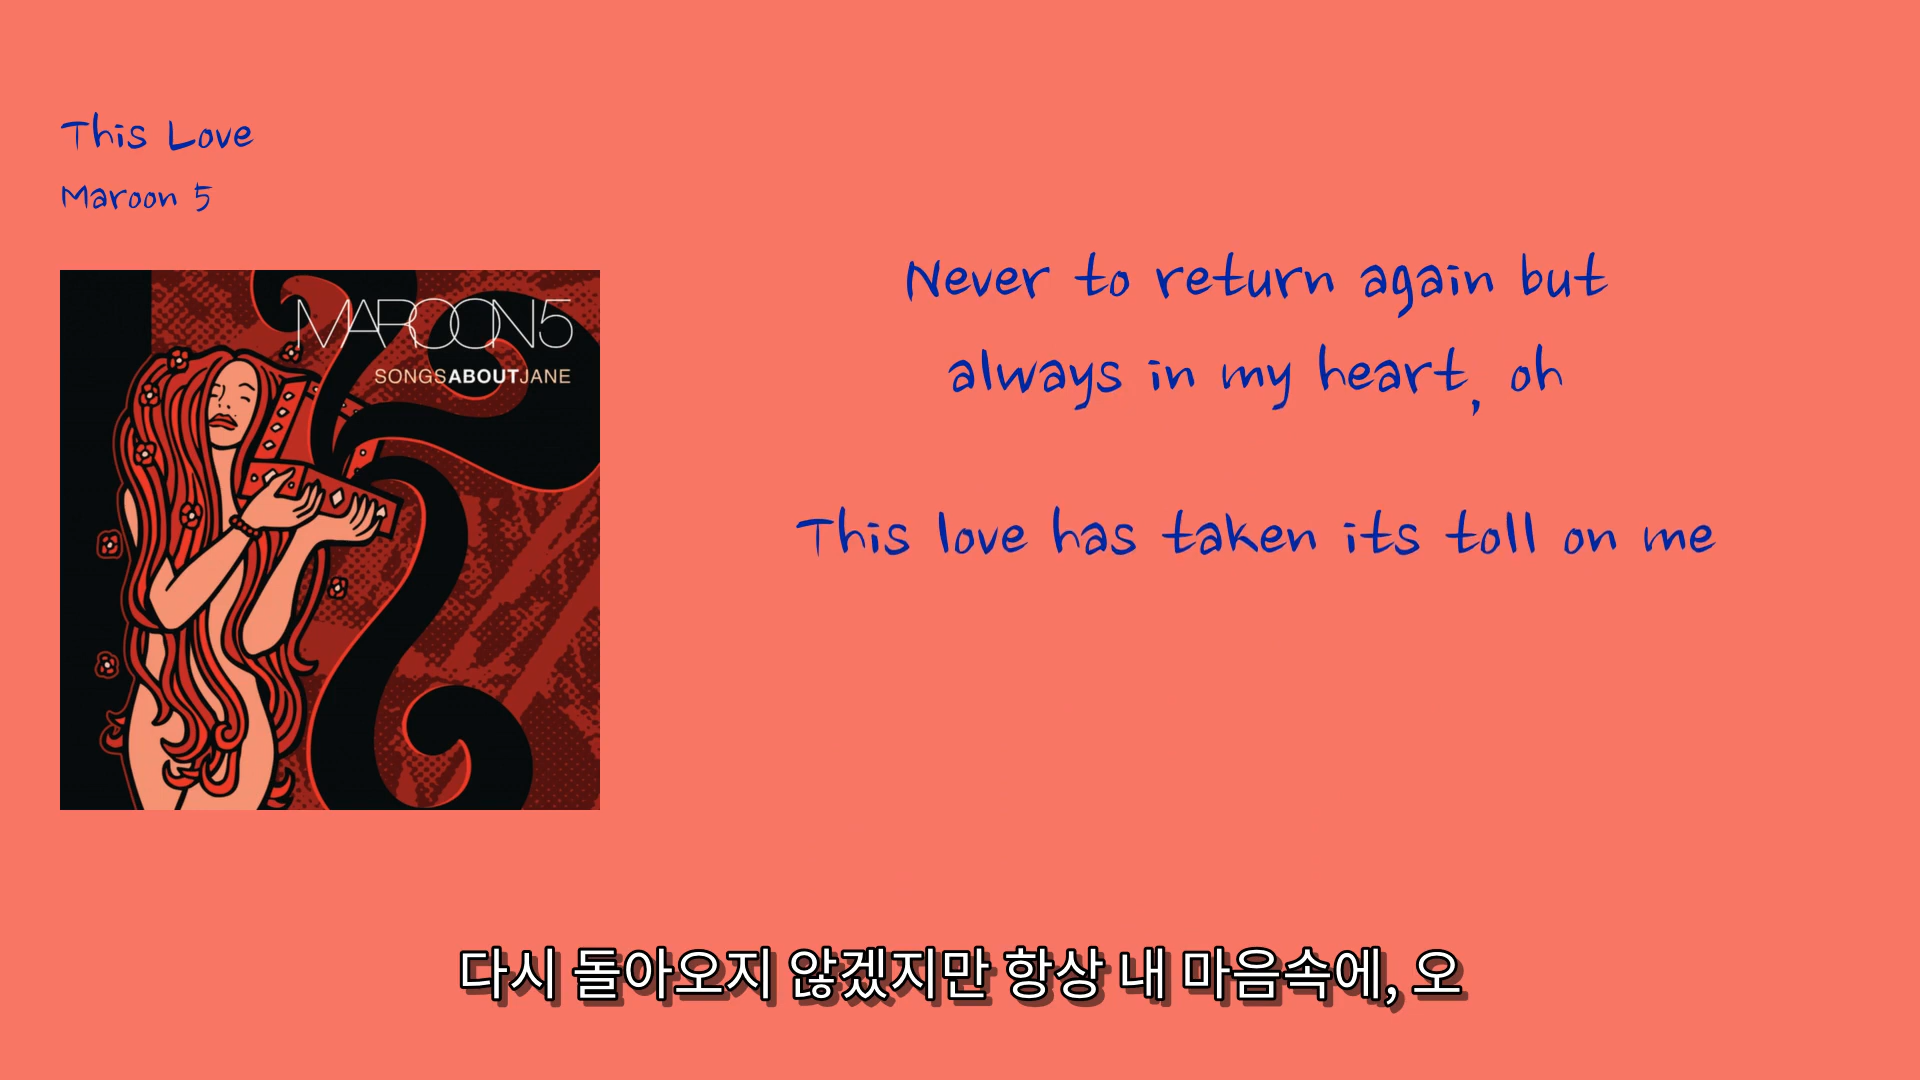 This Love
Maroon 5
MAROON5
SONGSABOUTJANE
Never to return again but
always in my heart, oh
This love has taken its toll on me
다시 돌아오지 않겠지만 항상 내 마음속에, 오